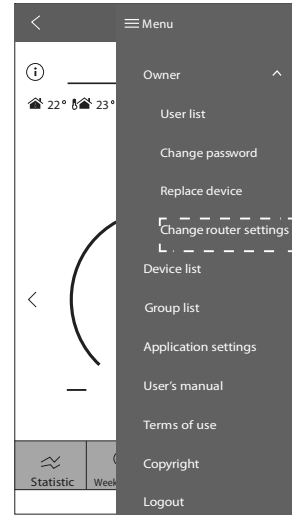 Menu
Owner
22° 23°
User list
Change password
Replace device
Change router settings
Device list
Group list
Application settings
User's manual
Terms of use
Statistic Week
Copyright
Logout